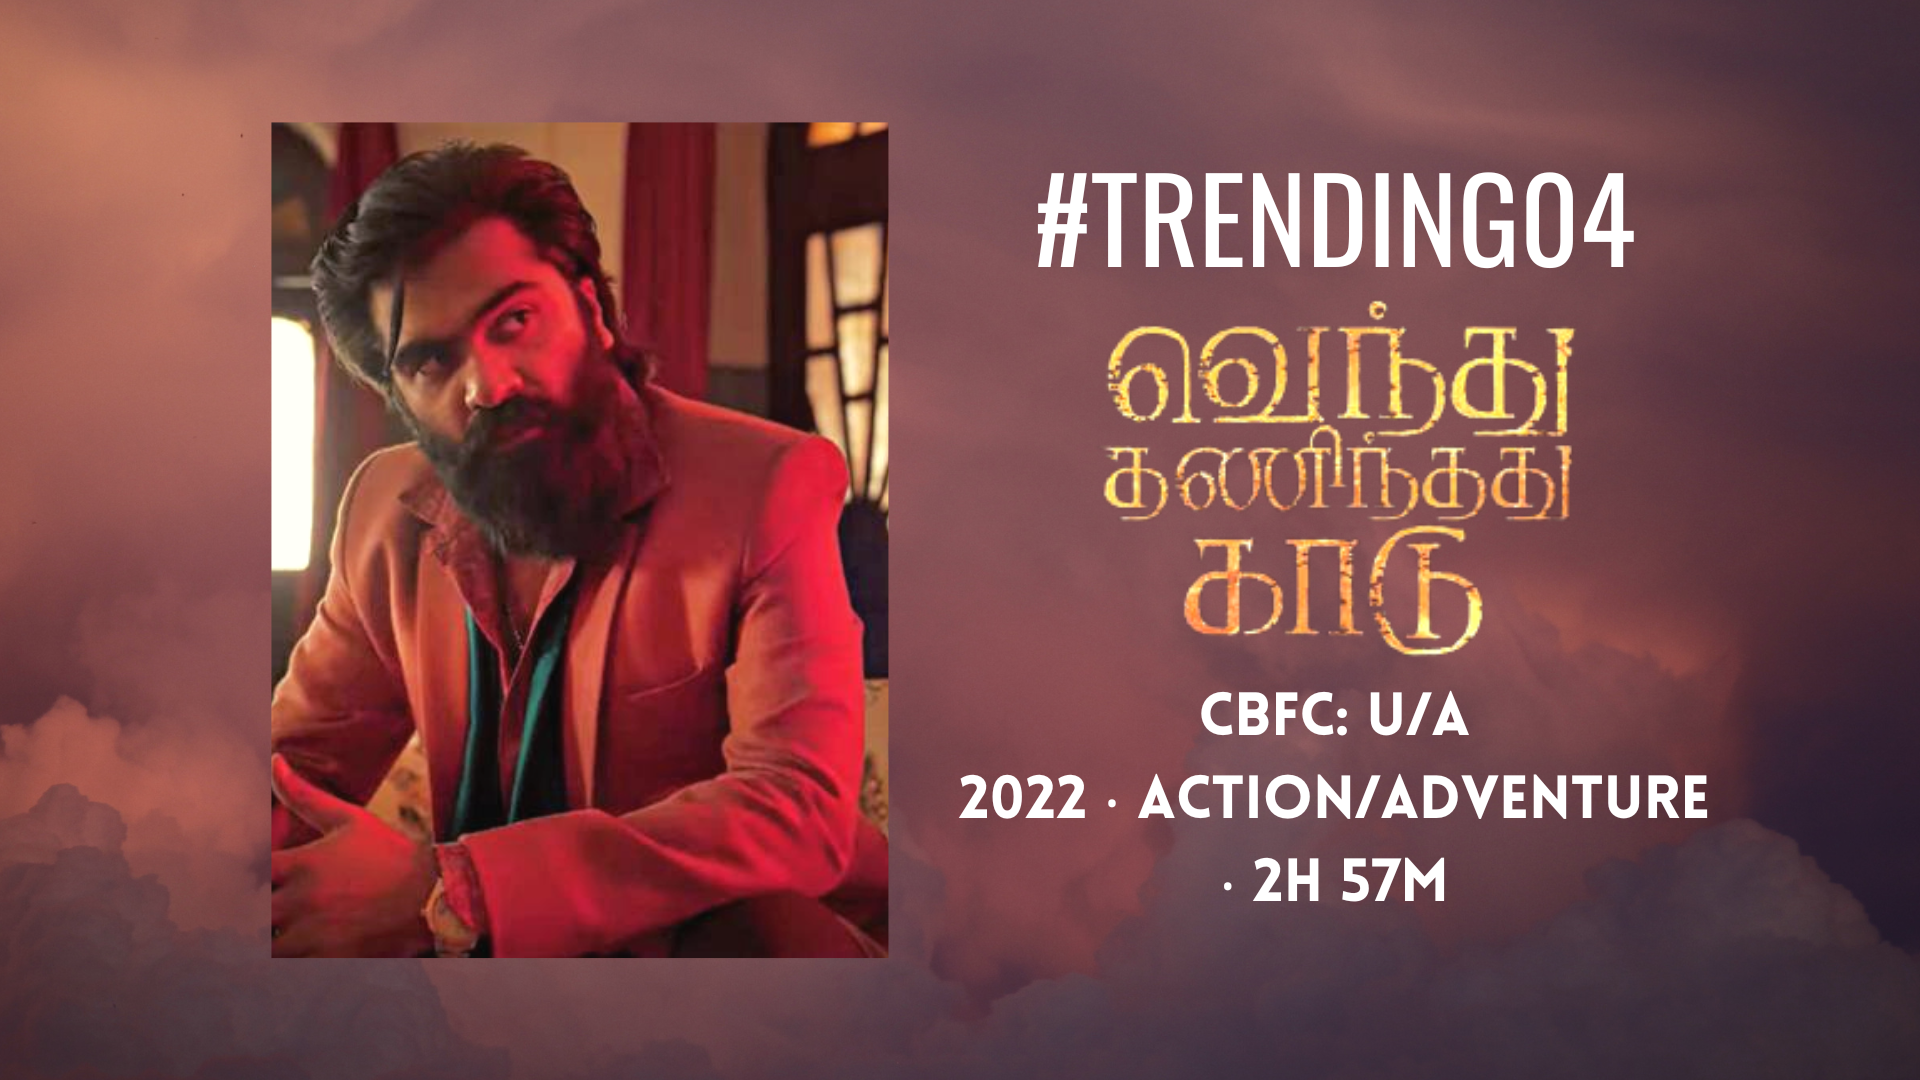 #TRENDING04
வெந்து
தணிந்தது
காடு
CBFC: U/A
2022 · ACTION/ADVENTURE
· 2H 57M